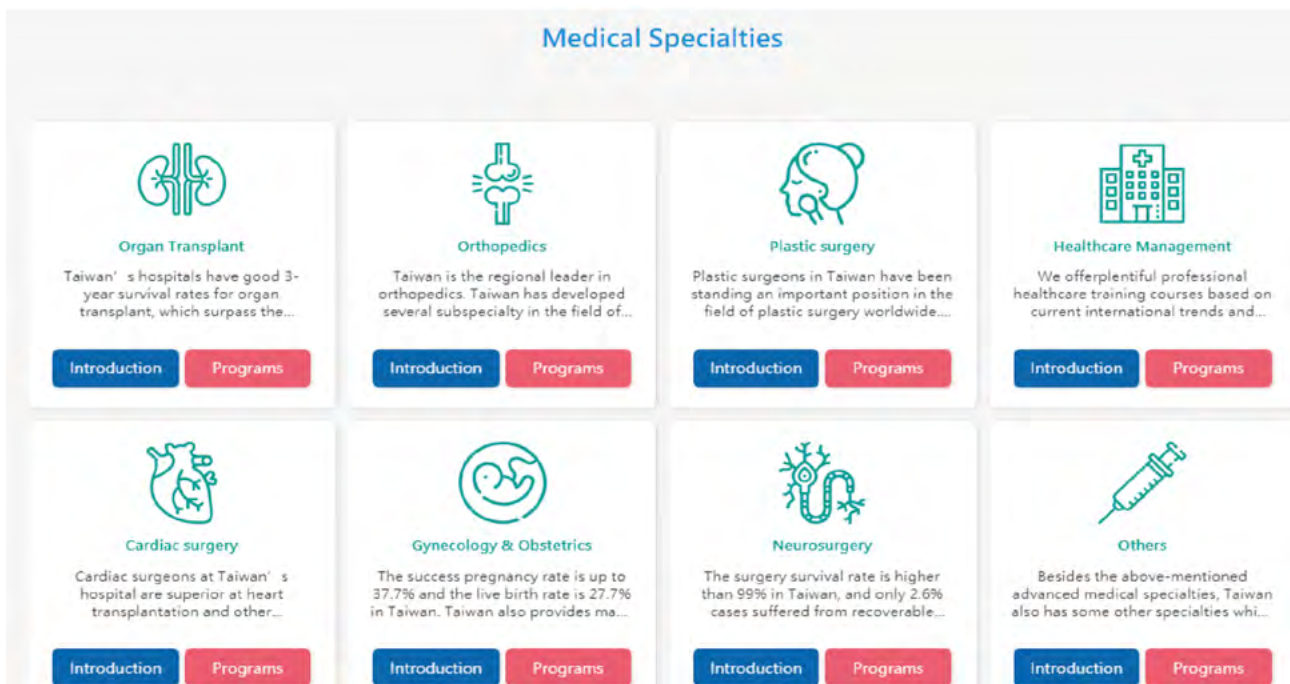 Medical Specialties
Organ Transplant
Taiwan' s hospitals have good 3-
year survival rates for organ
transplant, which surpass the...
Introduction
Programs
Orthopedics
Taiwan is the regional leader in
orthopedics. Taiwan has developed
several subspecialty in the field of...
Introduction
Programs
Plastic surgery
Plastic surgeons in Taiwan have been
standing an important position in the
field of plastic surgery worldwide....
Introduction
Programs
Healthcare Management
We offerplentiful professional
healthcare training courses based on
current international trends and...
Introduction
Programs
Cardiac surgery
Cardiac surgeons at Taiwan' s
hospital are superior at heart
transplantation and other...
Introduction
Programs
Gynecology & Obstetrics
The success pregnancy rate is up to
37.7% and the live birth rate is 27.7%
in Taiwan. Taiwan also provides ma...
Introduction
Programs
Neurosurgery
The surgery survival rate is higher
than 99% in Taiwan, and only 2.6%
cases suffered from recoverable...
Introduction
Programs
Others
Besides the above-mentioned
advanced medical specialties, Taiwan
also has some other specialties whi...
Introduction
Programs